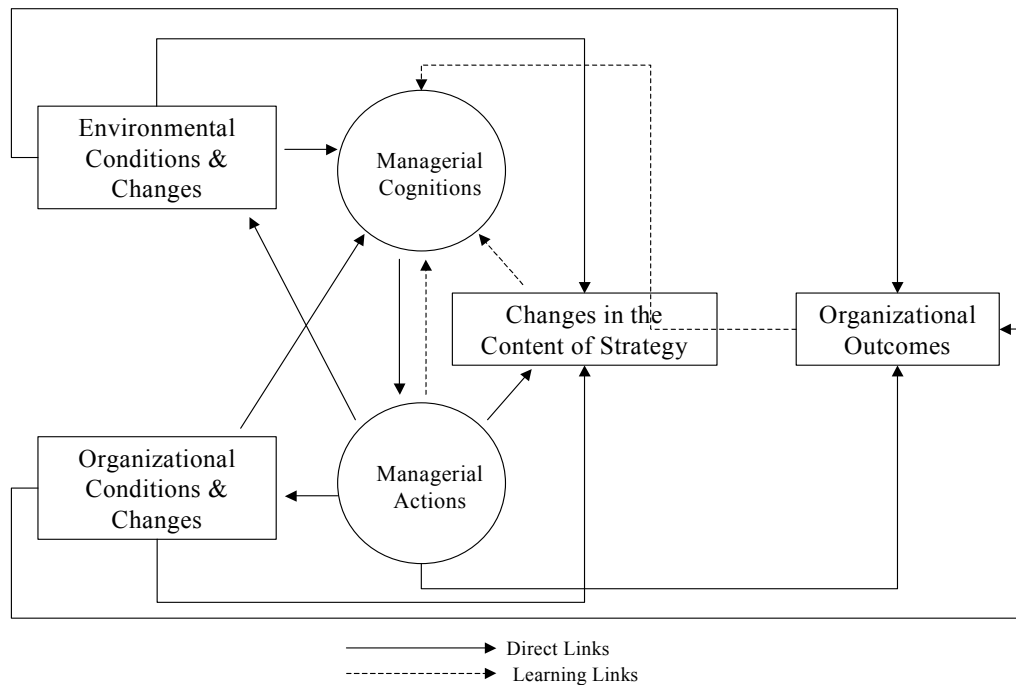 Environmental
Conditions &
Changes
Managerial
Cognitions
Changes in the
Content of Strategy
Organizational
Outcomes
Organizational
Conditions &
Changes
Managerial
Actions
Direct Links
Learning Links